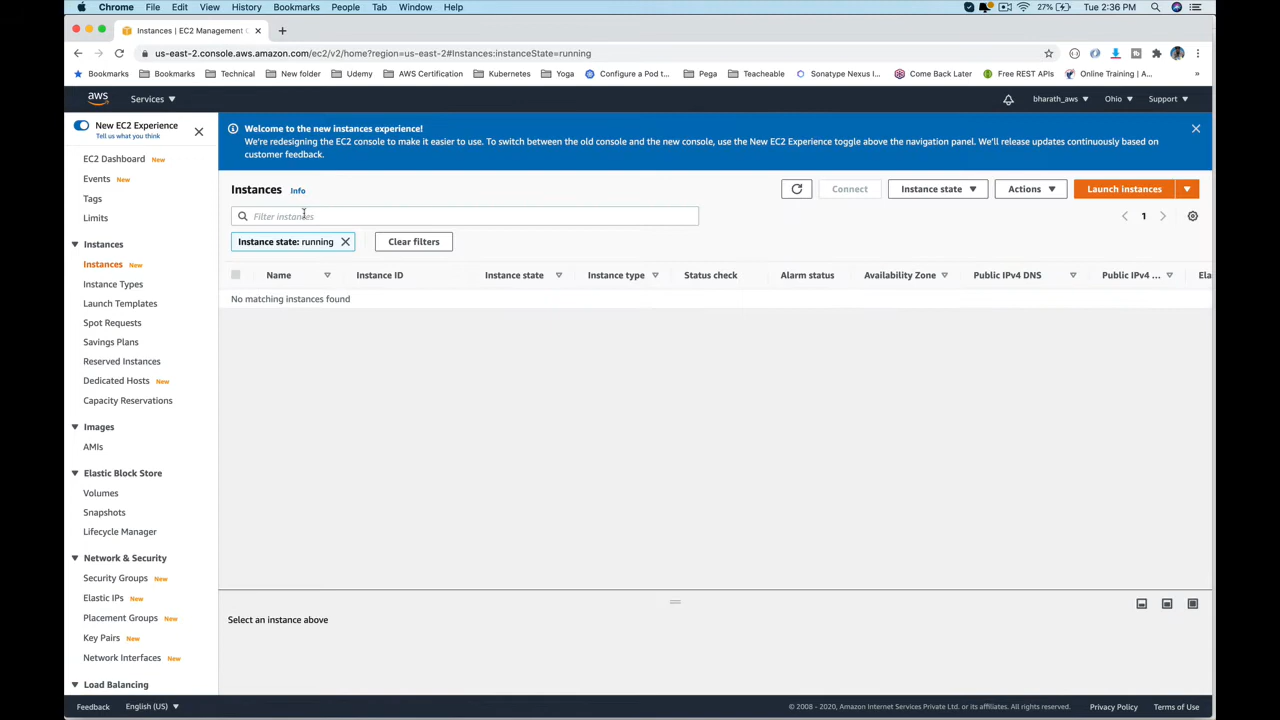 Chrome File Edit View History Bookmarks People Tab Window Help 27% Tue 2:36 PM
Instances | EC2 Management C
us-east-2.console.aws.amazon.com/ec2/v2/home?region=us-east-2#Instances:instanceState=running
Bookmarks Bookmarks Technical New folder Udemy AWS Certification Kubernetes Yoga Configure a Pod t... Pega Teacheable Sonatype Nexus I... Come Back Later Free REST APIs Online Training | A... »
aws Services bharath_aws Ohio Support
New EC2 Experience
Tell us what you think
Welcome to the new instances experience!
We're redesigning the EC2 console to make it easier to use. To switch between the old console and the new console, use the New EC2 Experience toggle above the navigation panel. We'll release updates continuously based on
customer feedback.
EC2 Dashboard New
Events New
Tags
Limits
Instances
Instances New
Instance Types
Launch Templates
Spot Requests
Savings Plans
Reserved Instances
Dedicated Hosts New
Capacity Reservations
Images
AMIs
Elastic Block Store
Volumes
Snapshots
Lifecycle Manager
Network & Security
Security Groups New
Elastic IPs New
Placement Groups New
Key Pairs New
Network Interfaces New
Load Balancing
Instances Info
Connect Instance state Actions Launch instances
Filter instances
1
Instance state: running Clear filters
Name Instance ID Instance state Instance type Status check Alarm status Availability Zone Public IPv4 DNS Public IPv4 ... Ela
No matching instances found
Select an instance above
Feedback English (US) © 2008 - 2020, Amazon Internet Services Private Ltd. or its affiliates. All rights reserved. Privacy Policy Terms of Use